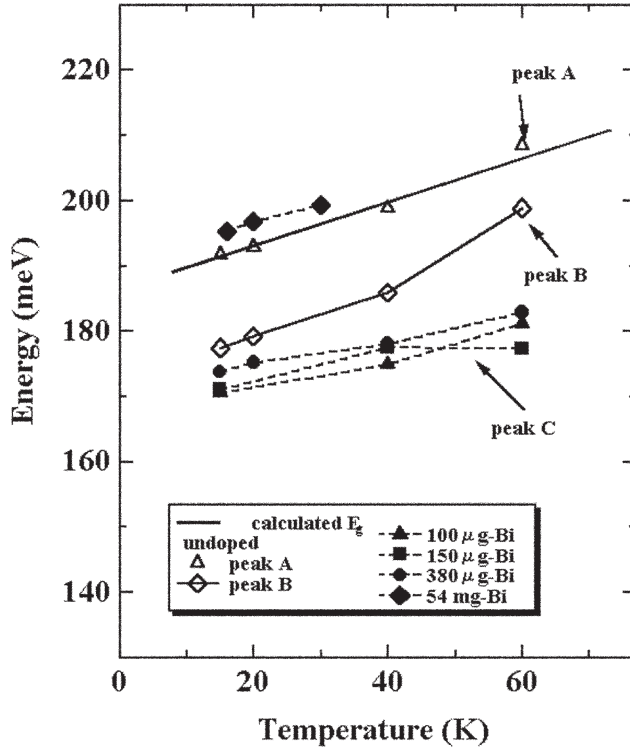 220
200
180
160
140
Energy (meV)
peak A
peak B
peak C
calculated Eg
undoped
peak A
peak B
100 μg-Bi
150 μg-Bi
380 μg-Bi
54 mg-Bi
0
20
40
60
Temperature (K)